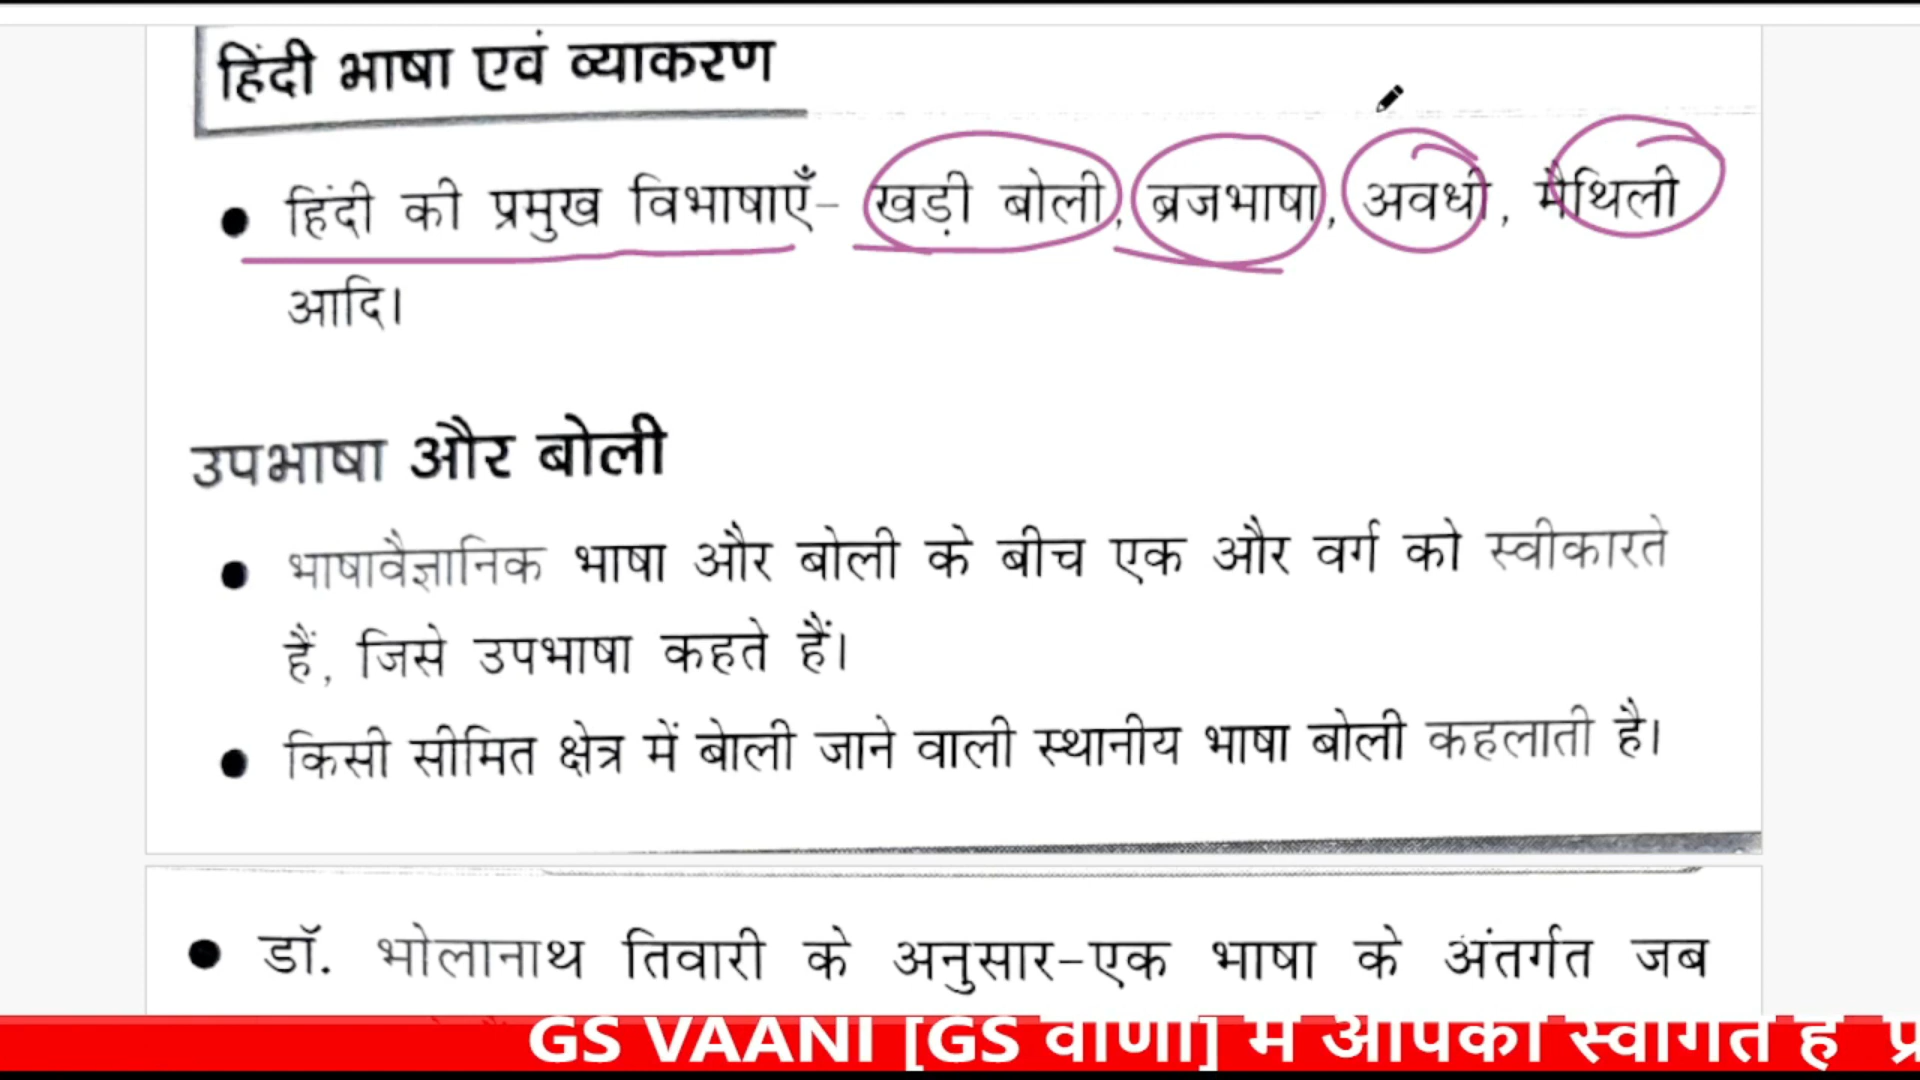 हिंदी भाषा एवं व्याकरण
● हिंदी की प्रमुख विभाषाएँ- खड़ी बोली, ब्रजभाषा, अवधी, मैथिली
आदि।
उपभाषा और बोली
● भाषावैज्ञानिक भाषा और बोली के बीच एक और वर्ग को स्वीकारते
हैं, जिसे उपभाषा कहते हैं।
● किसी सीमित क्षेत्र में बोली जाने वाली स्थानीय भाषा बोली कहलाती है।
● डॉ. भोलानाथ तिवारी के अनुसार-एक भाषा के अंतर्गत जब
GS VAANI [GS वाणी] में आपका स्वागत है